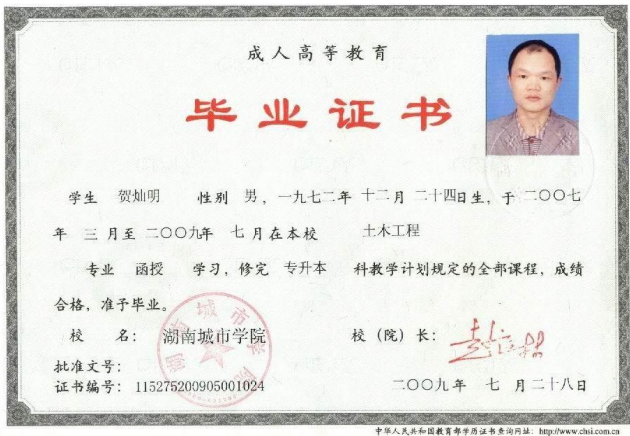 成人高等教育
毕业证书
学生 贺灿明 性别 男,一九七二年 十二月 二十四日生,于 二〇〇七
年 三月至 二〇〇九年 七月在本校 土木工程
专业 函授 学习,修完 专升本 科教学计划规定的全部课程,成绩
合格,准予毕业。
校 名: 湖南城市学院 校(院)长:
批准文号:
证书编号: 115275200905001024 二〇〇九年 七月 二十八日
湖南城市学院
中华人民共和国教育部学历证书查询网址: http://www.chsi.com.cn